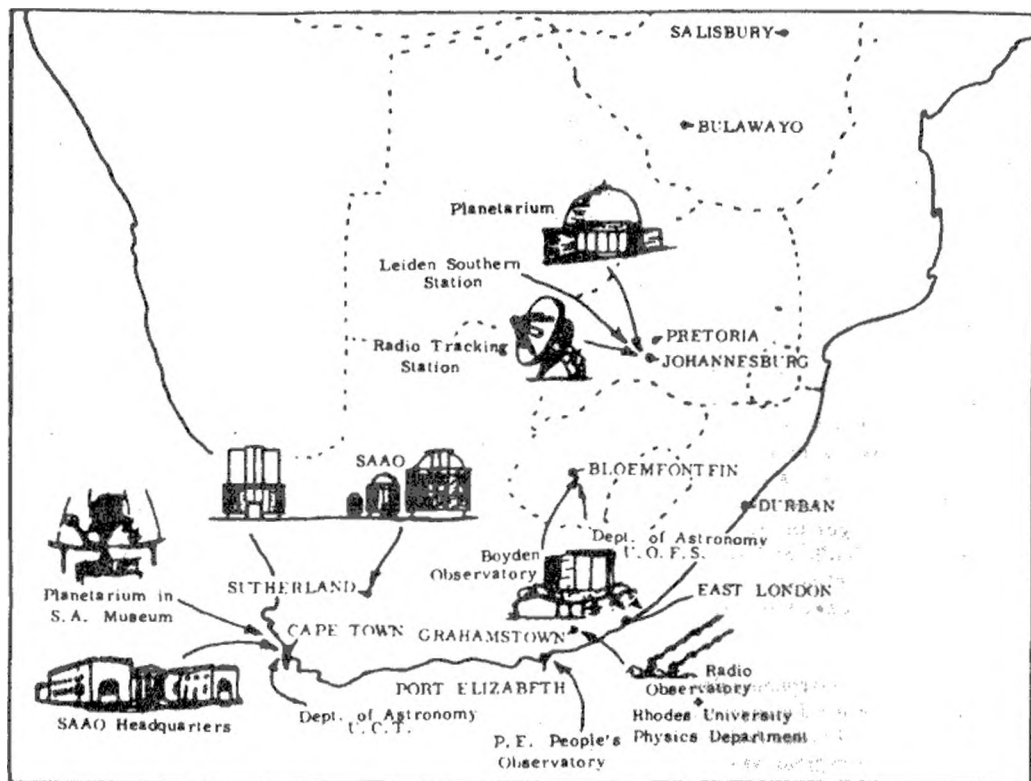 SALISBURY
BULAWAYO
Planetarium
Leiden Southern
Station
PRETORIA
Radio Tracking
Station
JOHANNESBURG
SAAO
BLOEMFONTEIN
DURBAN
Dept. of Astronomy
U.O.F.S.
Boyden
Observatory
SUTHERLAND
EAST LONDON
Planetarium in
S.A. Museum
CAPE TOWN
GRAHAMSTOWN
Radio
Observatory
PORT ELIZABETH
SAAO Headquarters
Dept. of Astronomy
U.C.T.
Rhodes University
Physics Department
P.E. People's
Observatory